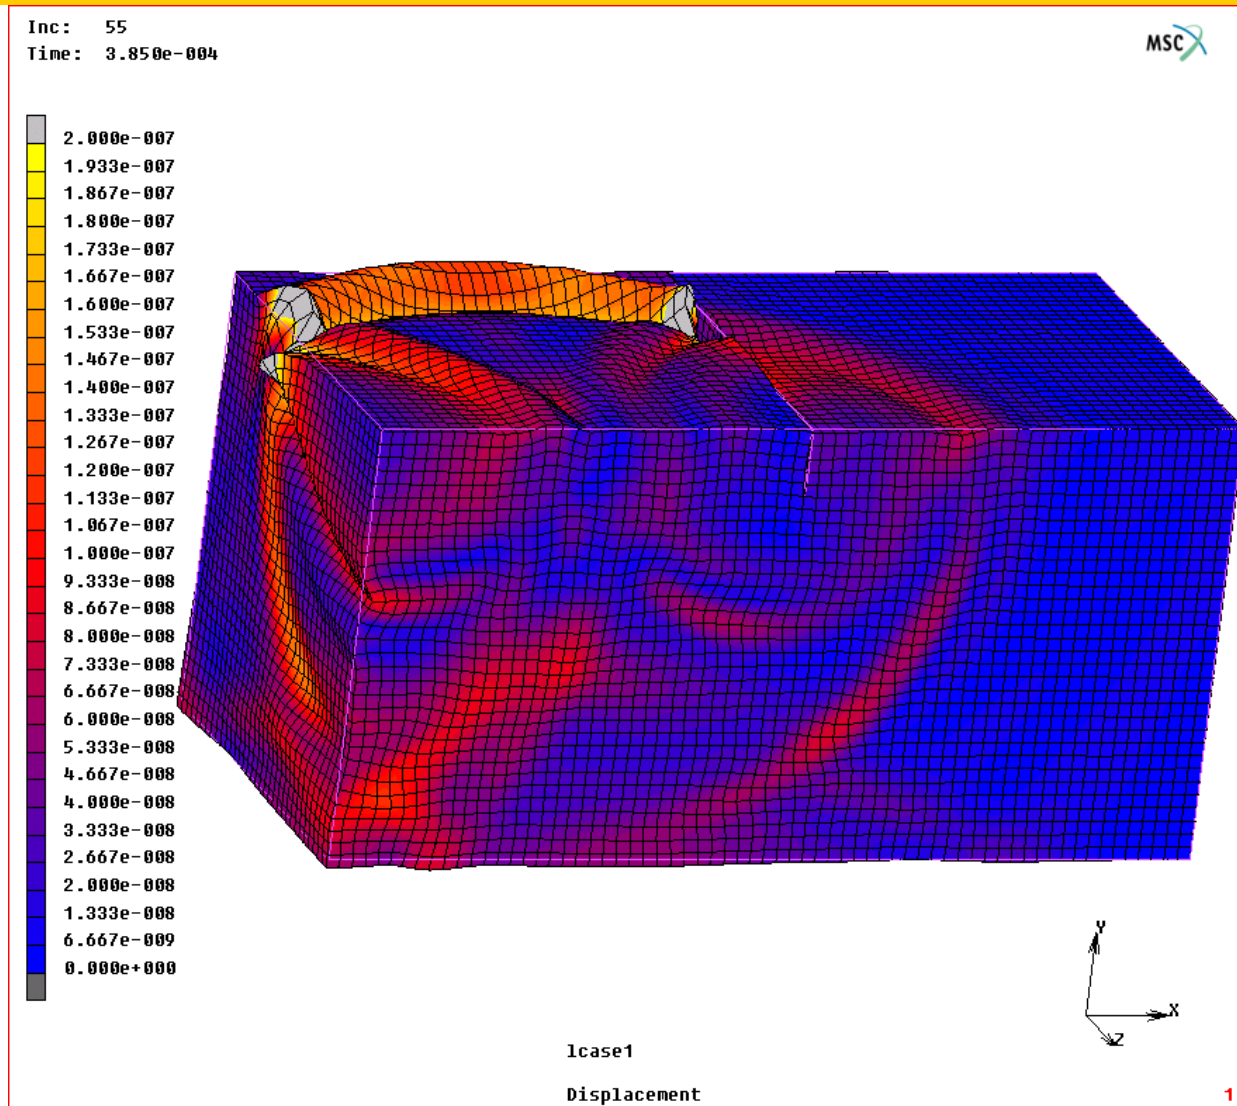 Inc: 55
Time: 3.850e-004
MSC
2.000e-007
1.933e-007
1.867e-007
1.800e-007
1.733e-007
1.667e-007
1.600e-007
1.533e-007
1.467e-007
1.400e-007
1.333e-007
1.267e-007
1.200e-007
1.133e-007
1.067e-007
1.000e-007
9.333e-008
8.667e-008
8.000e-008
7.333e-008
6.667e-008
6.000e-008
5.333e-008
4.667e-008
4.000e-008
3.333e-008
2.667e-008
2.000e-008
1.333e-008
6.667e-009
0.000e+000
Y
X
Z
lcase1
Displacement
1